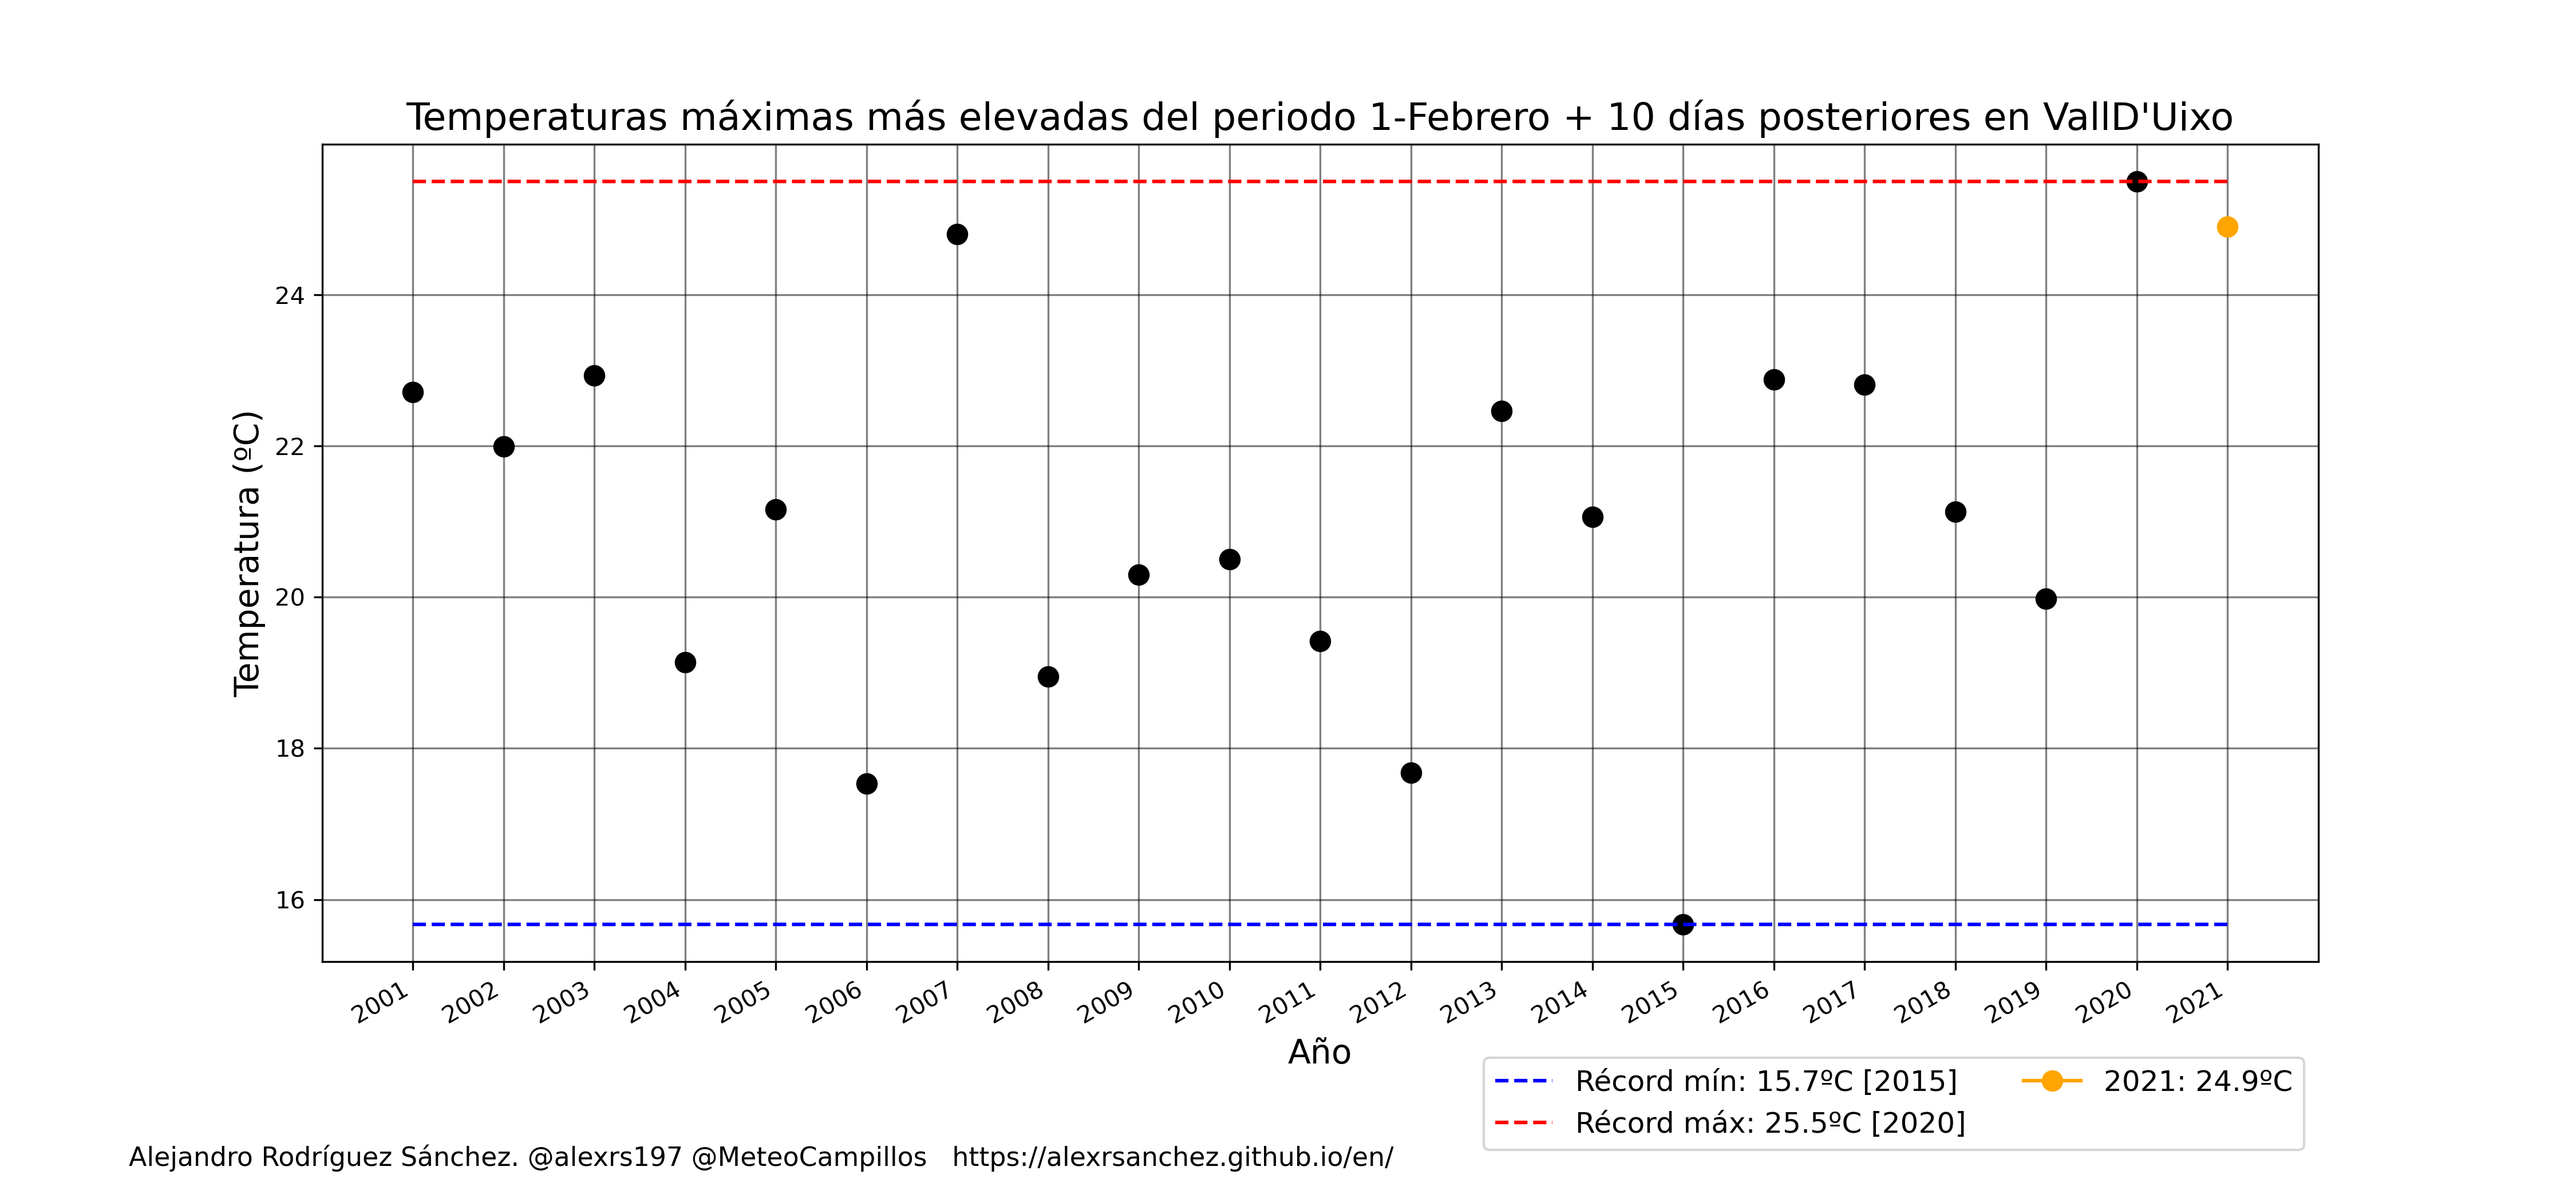 Temperaturas máximas más elevadas del periodo 1-Febrero + 10 días posteriores en VallD'Uixo
Temperatura (ºC)
24
22
20
18
16
2001 2002 2003 2004 2005 2006 2007 2008 2009 2010 2011 2012 2013 2014 2015 2016 2017 2018 2019 2020 2021
Año
Récord mín: 15.7ºC [2015]
Récord máx: 25.5ºC [2020]
2021: 24.9ºC
Alejandro Rodríguez Sánchez. @alexrs197 @MeteoCampillos https://alexrsanchez.github.io/en/